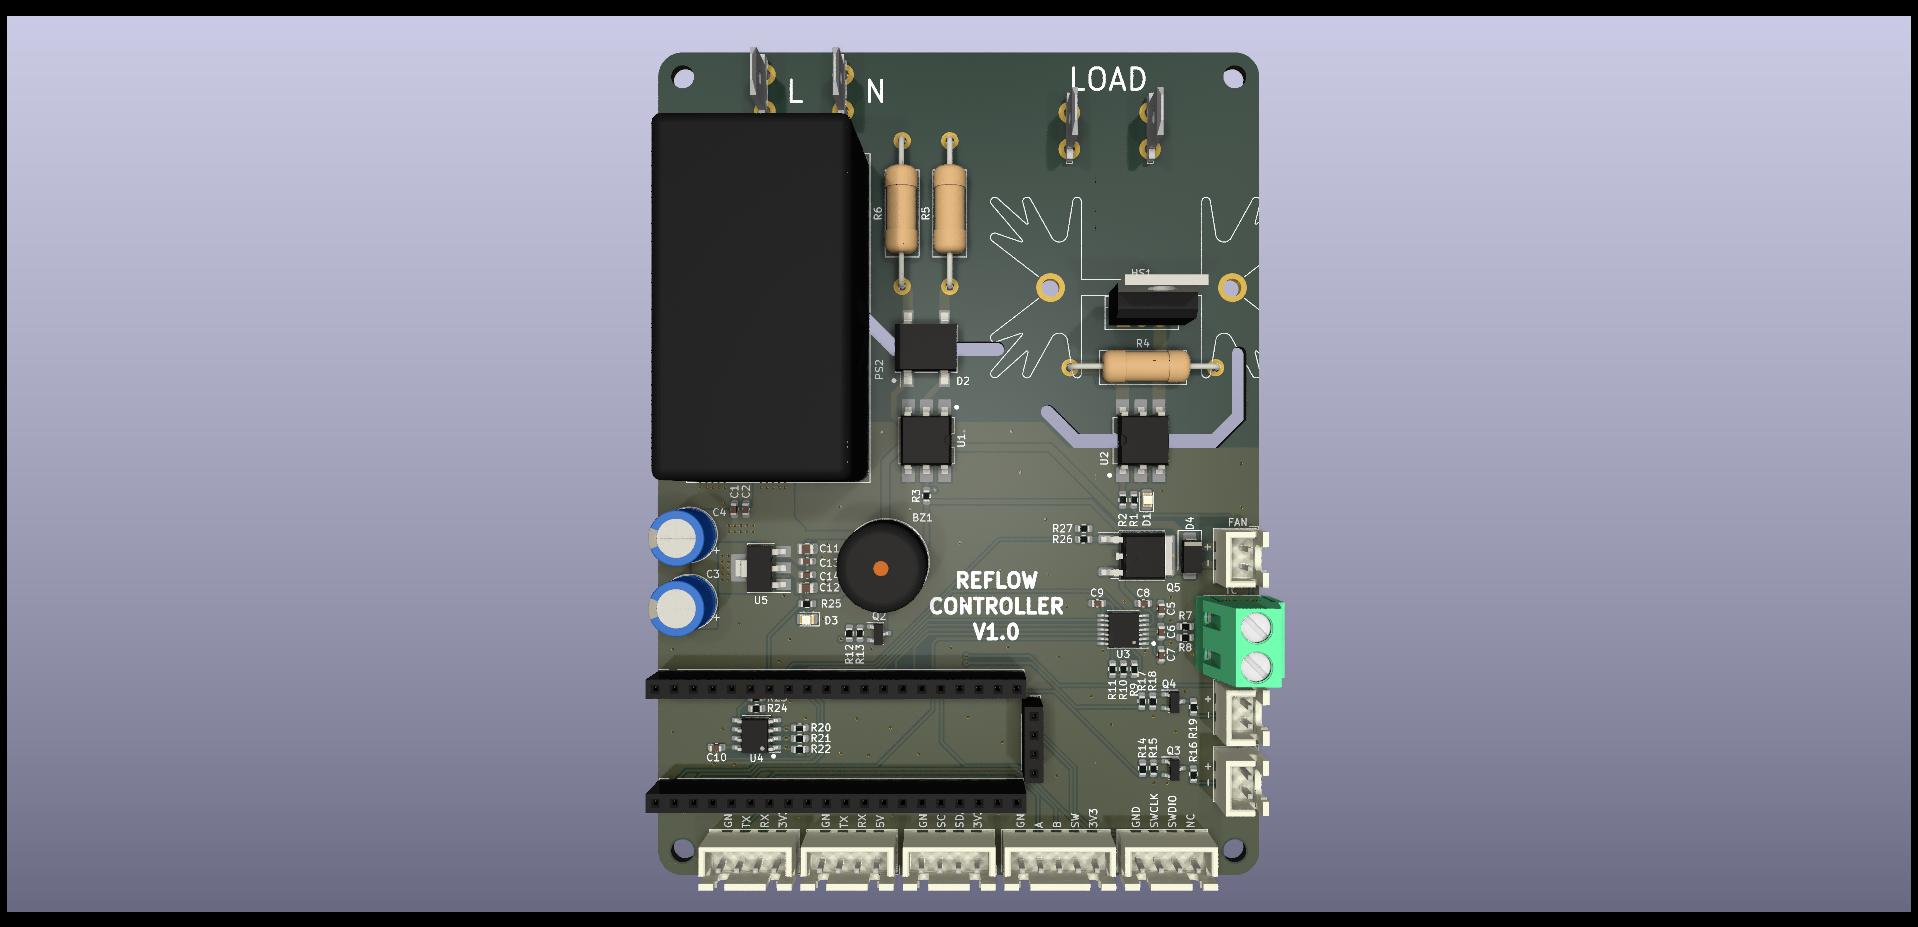 L
N
LOAD
R6
R5
HS1
R4
PS2
D2
U1
U2
C1
C2
R3
R2
R1
D1
C4
BZ1
FAN
D4
R27
R26
C11
C13
C14
C12
C3
U5
R25
D3
REFLOW
CONTROLLER
V1.0
Q5
C9
C8
C5
C6
C7
R7
R8
U3
Q2
R12
R13
R11
R10
R9
R17
R18
Q4
R19
R24
R20
R21
R22
C10
U4
R14
R15
Q3
R16
GN
TX
RX
3V
GN
TX
RX
5V
GN
SC
SD
3V
GN
A
B
SW
3V3
GND
SWCLK
SWDIO
NC